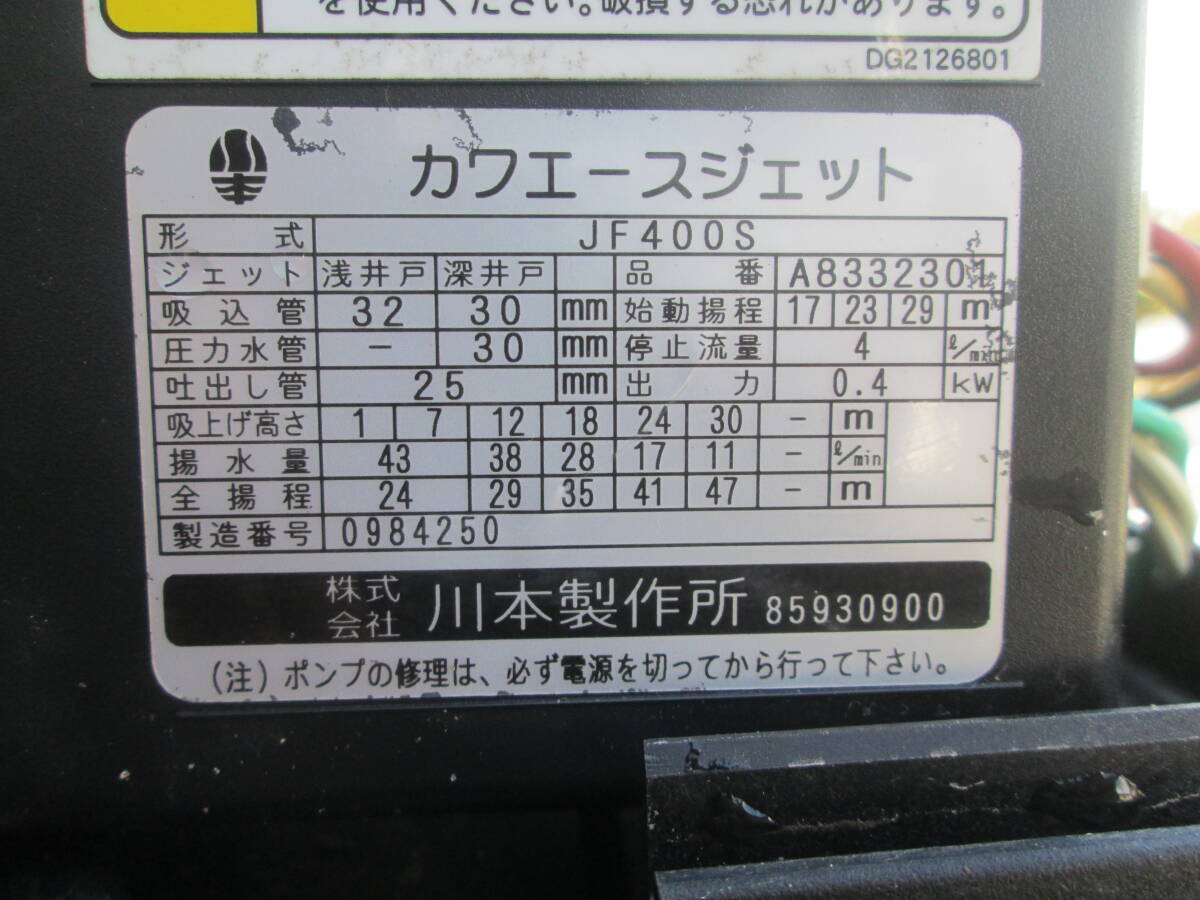 を使用ください。破損する恐れがあります。
DG2126801
カワエースジェット
形式 JF400S
ジェット 浅井戸 深井戸 品番 A8332301
吸込管 32 30 mm 始動揚程 17 23 29 m
圧力水管 － 30 mm 停止流量 4 ℓ/min
吐出し管 25 mm 出力 0.4 kW
吸上げ高さ 1 7 12 18 24 30 － m
揚水量 43 38 28 17 11 － ℓ/min
全揚程 24 29 35 41 47 － m
製造番号 0984250
株式会社 川本製作所 85930900
（注）ポンプの修理は、必ず電源を切ってから行って下さい。